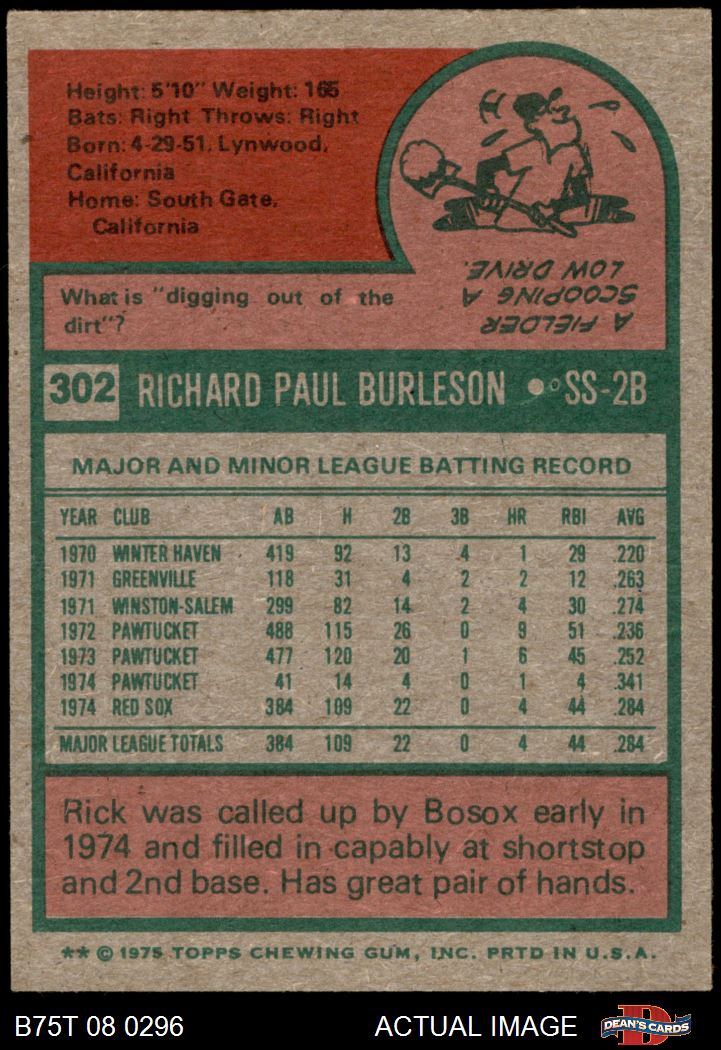 Height: 5'10" Weight: 165
Bats: Right Throws: Right
Born: 4-29-51, Lynwood,
California
Home: South Gate,
California
What is "digging out of the
dirt"?
A FIELDER
SCOOPING A
LOW DRIVE.
302 RICHARD PAUL BURLESON • SS-2B
MAJOR AND MINOR LEAGUE BATTING RECORD
YEAR CLUB AB H 2B 3B HR RBI AVG
1970 WINTER HAVEN 419 92 13 4 1 29 .220
1971 GREENVILLE 118 31 4 2 2 12 .263
1971 WINSTON-SALEM 299 82 14 2 4 30 .274
1972 PAWTUCKET 488 115 26 0 9 51 .236
1973 PAWTUCKET 477 120 20 1 6 45 .252
1974 PAWTUCKET 41 14 4 0 1 4 .341
1974 RED SOX 384 109 22 0 4 44 .284
MAJOR LEAGUE TOTALS 384 109 22 0 4 44 .284
Rick was called up by Bosox early in
1974 and filled in capably at shortstop
and 2nd base. Has great pair of hands.
** © 1975 TOPPS CHEWING GUM, INC. PRTD IN U.S.A.
B75T 08 0296 ACTUAL IMAGE DEAN'S CARDS